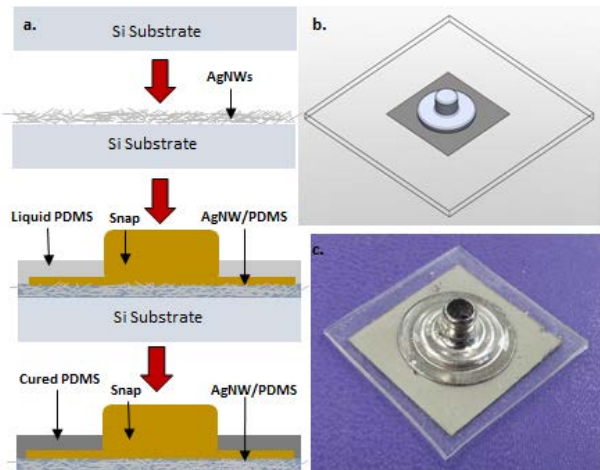 a.
Si Substrate
AgNWs
Si Substrate
Liquid PDMS
Snap
AgNW/PDMS
Si Substrate
Cured PDMS
Snap
AgNW/PDMS
b.
c.